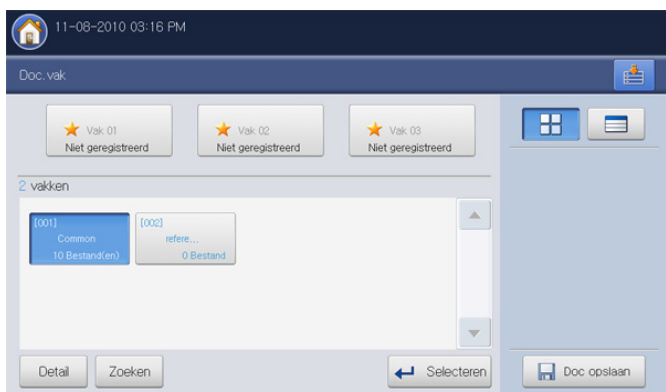 11-08-2010 03:16 PM
Doc.vak
Vak 01
Niet geregistreerd
Vak 02
Niet geregistreerd
Vak 03
Niet geregistreerd
2 vakken
[001]
Common
10 Bestand(en)
[002]
refere...
0 Bestand
Detail
Zoeken
Selecteren
Doc opslaan